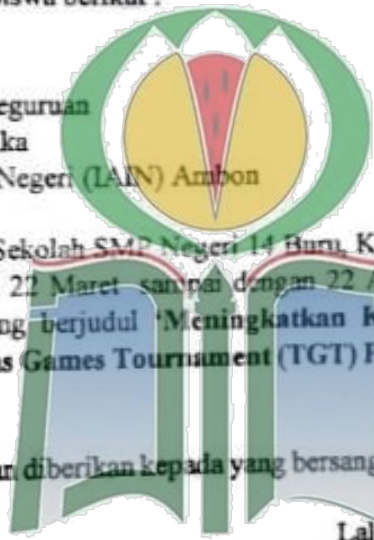 eguruan
ka
Negeri (IAIN) Ambon
Sekolah SMP Negeri 14 Buru, K
22 Maret sampai dengan 22 A
ng berjudul 'Meningkatkan K
s Games Tournament (TGT)
n diberikan kepada yang bersang
Lal